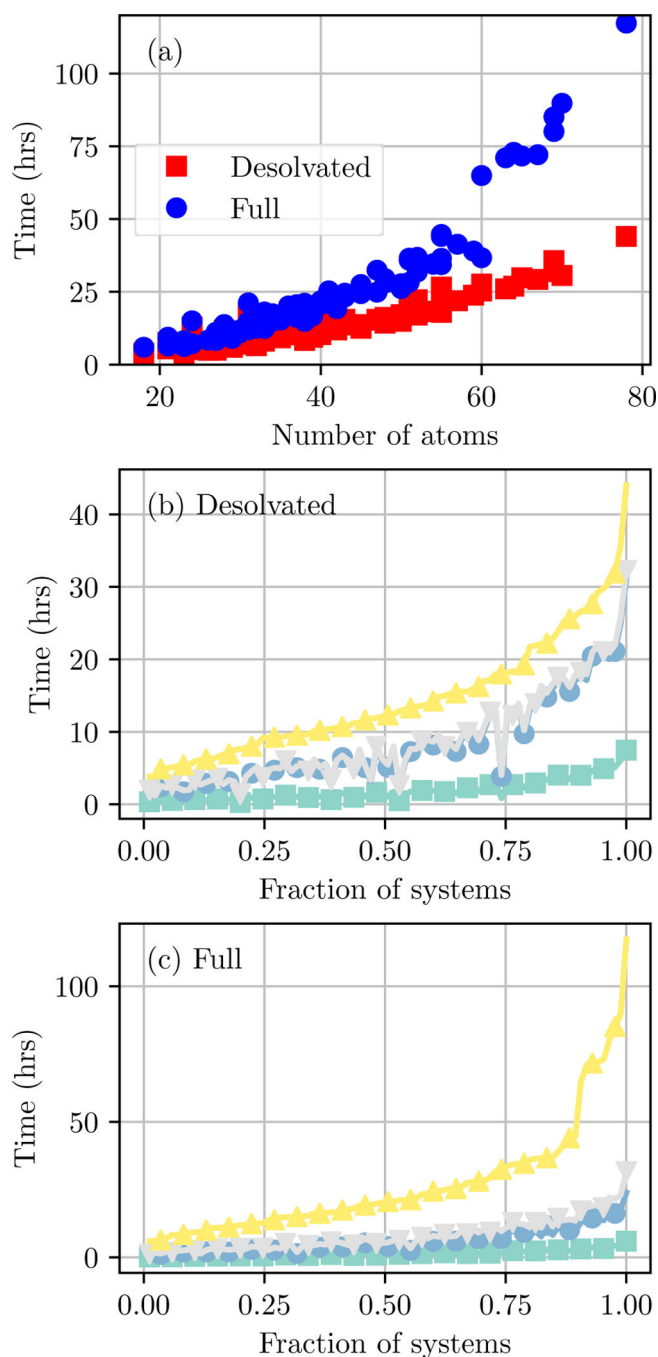 (a)
100
75
50
25
0
Time (hrs)
Desolvated
Full
20 40 60 80
Number of atoms
(b) Desolvated
40
30
20
10
0
Time (hrs)
0.00 0.25 0.50 0.75 1.00
Fraction of systems
(c) Full
100
50
0
Time (hrs)
0.00 0.25 0.50 0.75 1.00
Fraction of systems